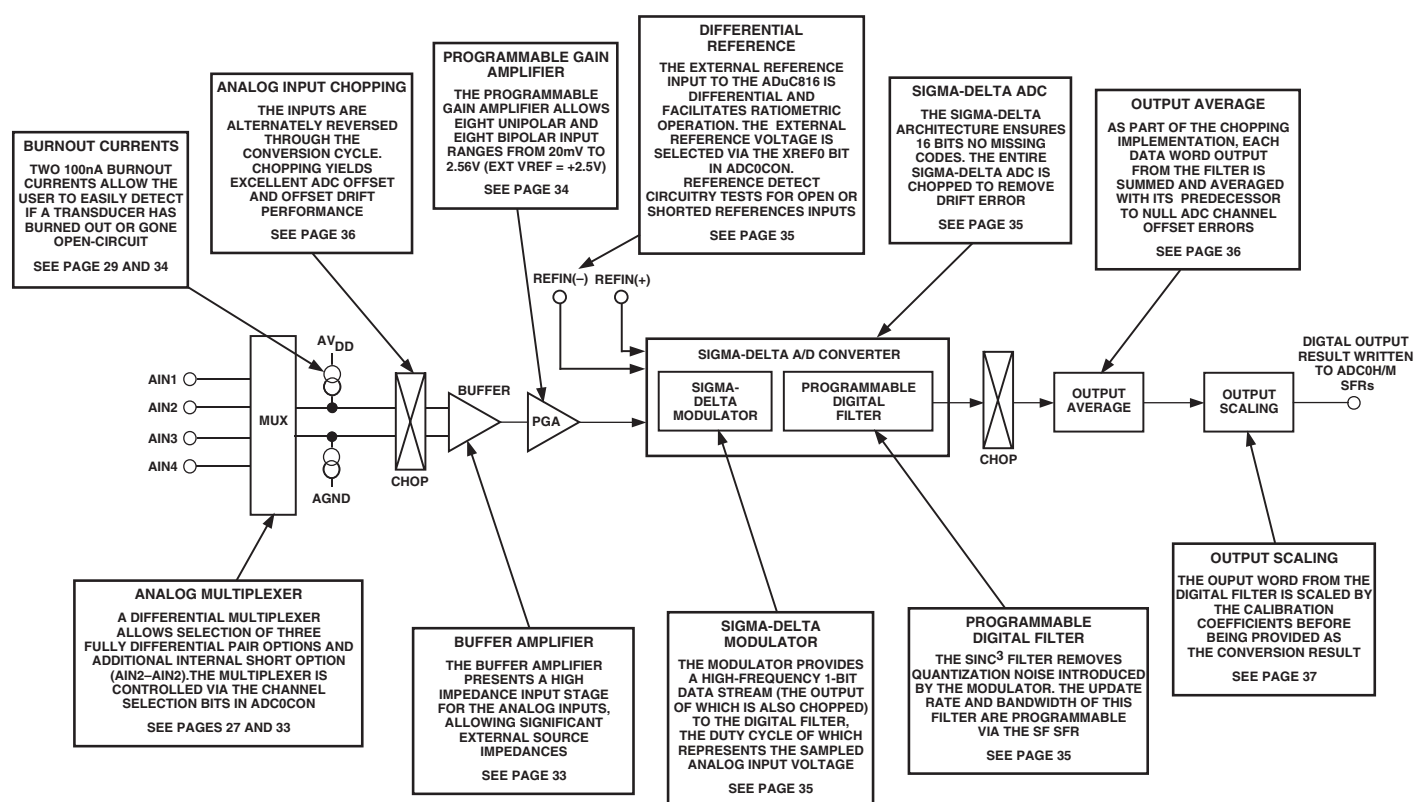 DIFFERENTIAL
REFERENCE
THE EXTERNAL REFERENCE
INPUT TO THE ADuC816 IS
DIFFERENTIAL AND
FACILITATES RATIOMETRIC
OPERATION. THE EXTERNAL
REFERENCE VOLTAGE IS
SELECTED VIA THE XREF0 BIT
IN ADC0CON.
REFERENCE DETECT
CIRCUITRY TESTS FOR OPEN OR
SHORTED REFERENCES INPUTS
SEE PAGE 35
PROGRAMMABLE GAIN
AMPLIFIER
THE PROGRAMMABLE
GAIN AMPLIFIER ALLOWS
EIGHT UNIPOLAR AND
EIGHT BIPOLAR INPUT
RANGES FROM 20mV TO
2.56V (EXT VREF = +2.5V)
SEE PAGE 34
ANALOG INPUT CHOPPING
THE INPUTS ARE
ALTERNATELY REVERSED
THROUGH THE
CONVERSION CYCLE.
CHOPPING YIELDS
EXCELLENT ADC OFFSET
AND OFFSET DRIFT
PERFORMANCE
SEE PAGE 36
SIGMA-DELTA ADC
THE SIGMA-DELTA
ARCHITECTURE ENSURES
16 BITS NO MISSING
CODES. THE ENTIRE
SIGMA-DELTA ADC IS
CHOPPED TO REMOVE
DRIFT ERROR
SEE PAGE 35
OUTPUT AVERAGE
AS PART OF THE CHOPPING
IMPLEMENTATION, EACH
DATA WORD OUTPUT
FROM THE FILTER IS
SUMMED AND AVERAGED
WITH ITS PREDECESSOR
TO NULL ADC CHANNEL
OFFSET ERRORS
SEE PAGE 36
BURNOUT CURRENTS
TWO 100nA BURNOUT
CURRENTS ALLOW THE
USER TO EASILY DETECT
IF A TRANSDUCER HAS
BURNED OUT OR GONE
OPEN-CIRCUIT
SEE PAGE 29 AND 34
REFIN(–) REFIN(+)
AVDD
AIN1
AIN2
AIN3
AIN4
MUX
AGND
CHOP
BUFFER
PGA
SIGMA-DELTA A/D CONVERTER
SIGMA-
DELTA
MODULATOR
PROGRAMMABLE
DIGITAL
FILTER
CHOP
OUTPUT
AVERAGE
OUTPUT
SCALING
DIGTAL OUTPUT
RESULT WRITTEN
TO ADC0H/M
SFRs
ANALOG MULTIPLEXER
A DIFFERENTIAL MULTIPLEXER
ALLOWS SELECTION OF THREE
FULLY DIFFERENTIAL PAIR OPTIONS AND
ADDITIONAL INTERNAL SHORT OPTION
(AIN2–AIN2).THE MULTIPLEXER IS
CONTROLLED VIA THE CHANNEL
SELECTION BITS IN ADC0CON
SEE PAGES 27 AND 33
BUFFER AMPLIFIER
THE BUFFER AMPLIFIER
PRESENTS A HIGH
IMPEDANCE INPUT STAGE
FOR THE ANALOG INPUTS,
ALLOWING SIGNIFICANT
EXTERNAL SOURCE
IMPEDANCES
SEE PAGE 33
SIGMA-DELTA
MODULATOR
THE MODULATOR PROVIDES
A HIGH-FREQUENCY 1-BIT
DATA STREAM (THE OUTPUT
OF WHICH IS ALSO CHOPPED)
TO THE DIGITAL FILTER,
THE DUTY CYCLE OF WHICH
REPRESENTS THE SAMPLED
ANALOG INPUT VOLTAGE
SEE PAGE 35
PROGRAMMABLE
DIGITAL FILTER
THE SINC3 FILTER REMOVES
QUANTIZATION NOISE INTRODUCED
BY THE MODULATOR. THE UPDATE
RATE AND BANDWIDTH OF THIS
FILTER ARE PROGRAMMABLE
VIA THE SF SFR
SEE PAGE 35
OUTPUT SCALING
THE OUPUT WORD FROM THE
DIGITAL FILTER IS SCALED BY
THE CALIBRATION
COEFFICIENTS BEFORE
BEING PROVIDED AS
THE CONVERSION RESULT
SEE PAGE 37